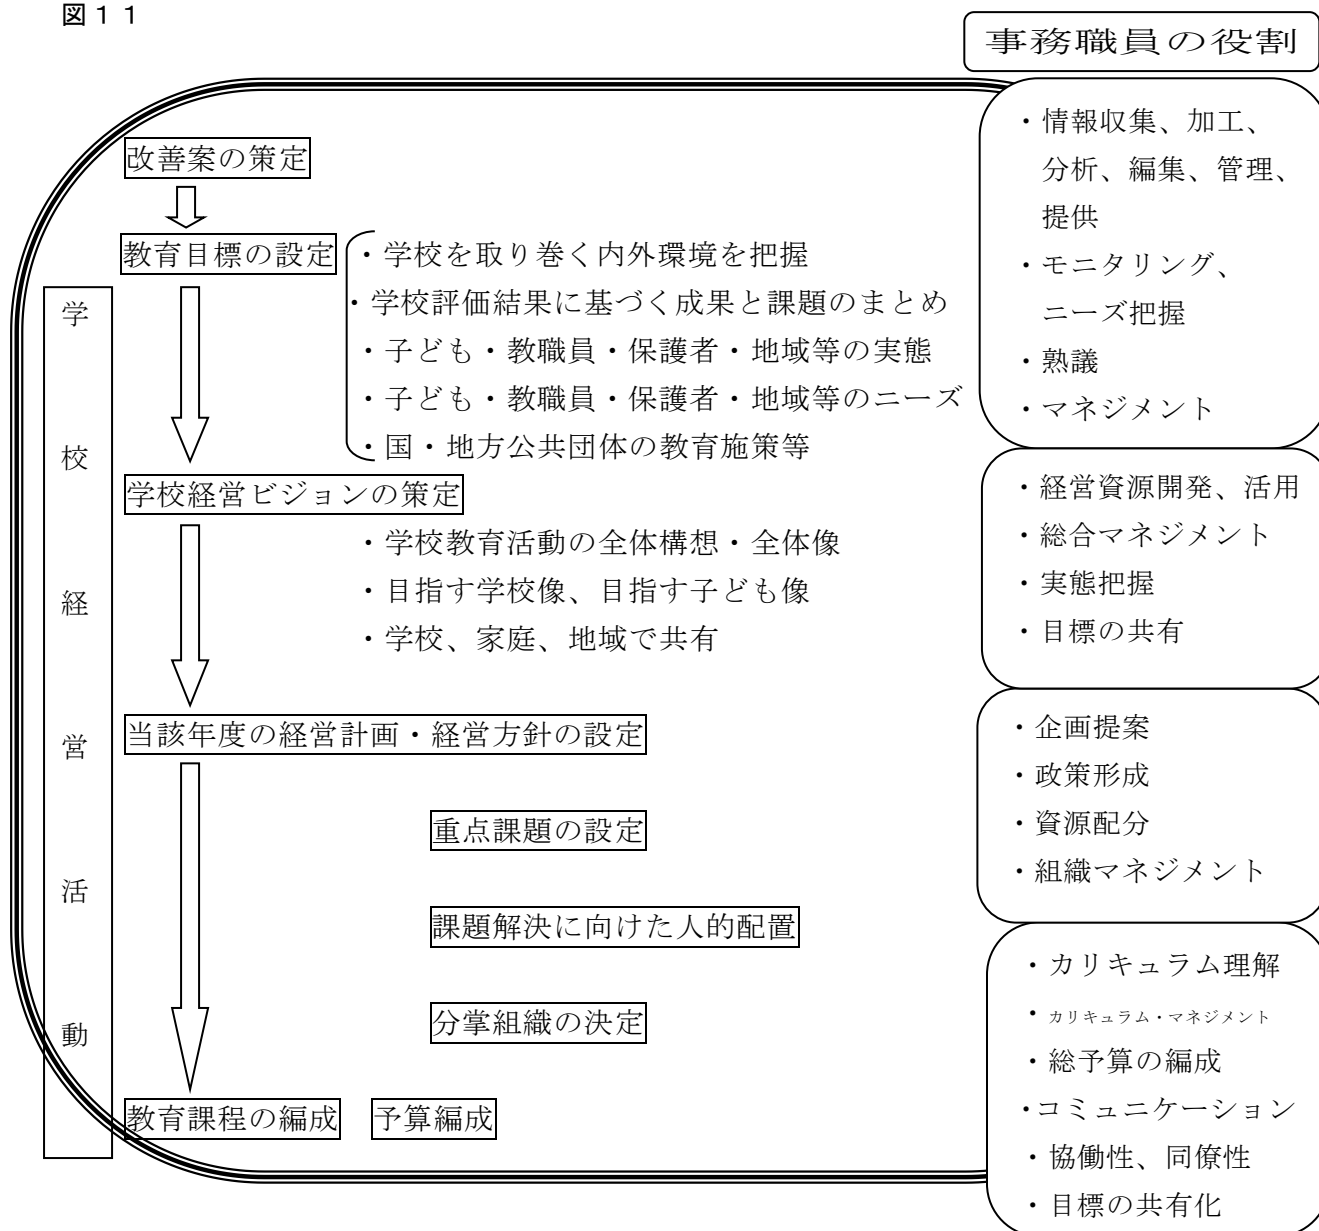 図１１
事務職員の役割
改善案の策定
教育目標の設定
・学校を取り巻く内外環境を把握
・学校評価結果に基づく成果と課題のまとめ
・子ども・教職員・保護者・地域等の実態
・子ども・教職員・保護者・地域等のニーズ
・国・地方公共団体の教育施策等
学校経営ビジョンの策定
・学校教育活動の全体構想・全体像
・目指す学校像、目指す子ども像
・学校、家庭、地域で共有
当該年度の経営計画・経営方針の設定
重点課題の設定
課題解決に向けた人的配置
分掌組織の決定
教育課程の編成
予算編成
学校経営活動
・情報収集、加工、
分析、編集、管理、
提供
・モニタリング、
ニーズ把握
・熟議
・マネジメント
・経営資源開発、活用
・総合マネジメント
・実態把握
・目標の共有
・企画提案
・政策形成
・資源配分
・組織マネジメント
・カリキュラム理解
・カリキュラム・マネジメント
・総予算の編成
・コミュニケーション
・協働性、同僚性
・目標の共有化